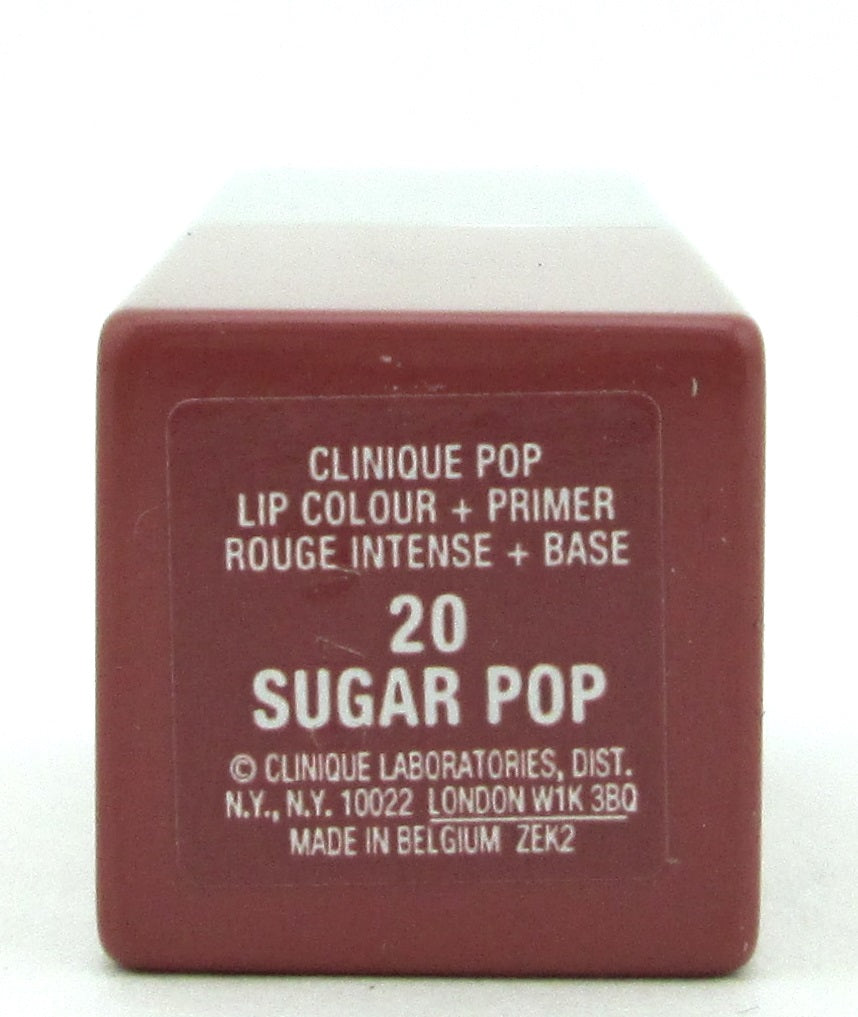 CLINIQUE POP
LIP COLOUR + PRIMER
ROUGE INTENSE + BASE
20
SUGAR POP
© CLINIQUE LABORATORIES, DIST.
N.Y., N.Y. 10022 LONDON W1K 3BQ
MADE IN BELGIUM ZEK2